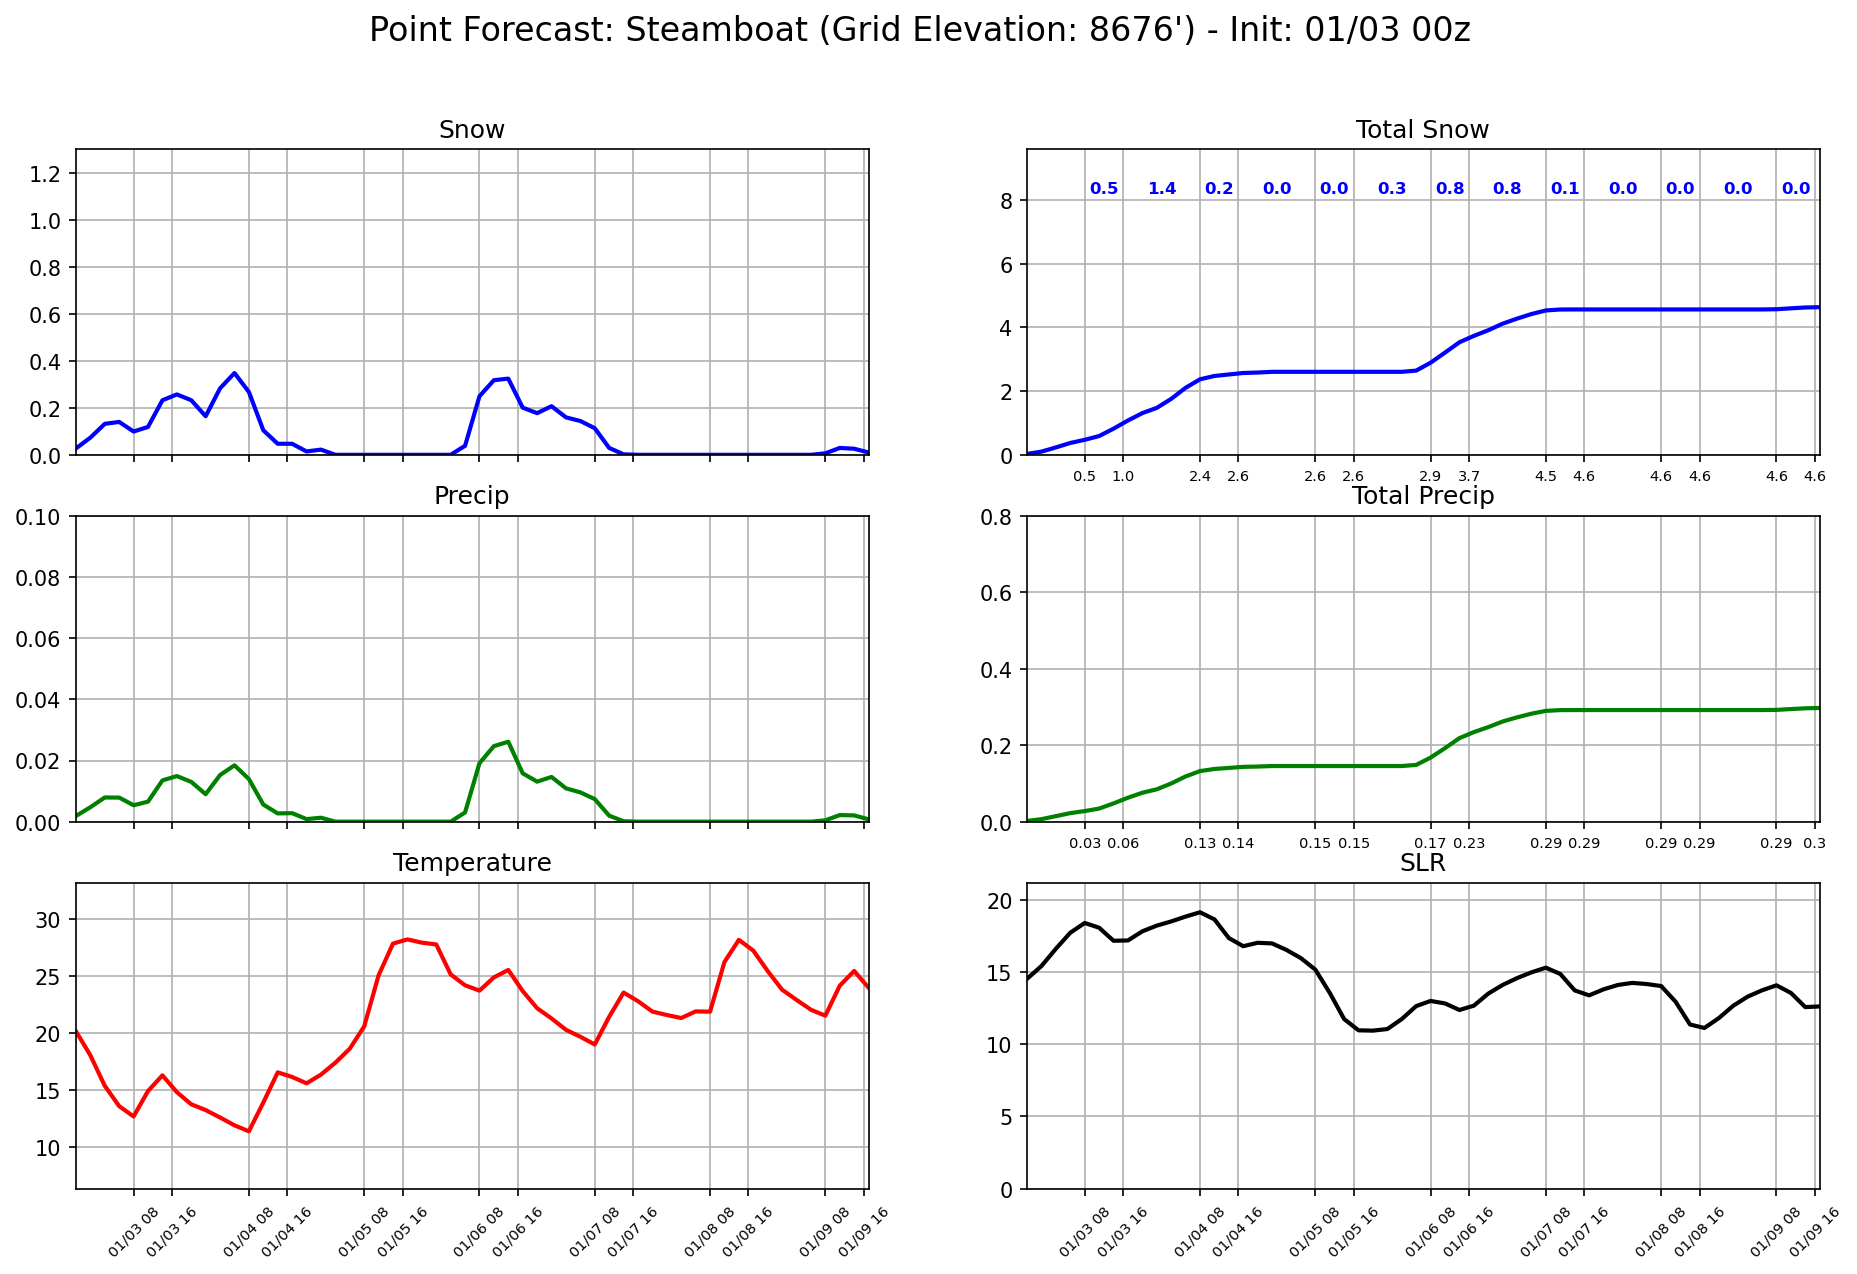 Point Forecast: Steamboat (Grid Elevation: 8676') - Init: 01/03 00z
Snow
1.2
1.0
0.8
0.6
0.4
0.2
0.0
Total Snow
0.5 1.4 0.2 0.0 0.0 0.3 0.8 0.8 0.1 0.0 0.0 0.0 0.0
8
6
4
2
0
0.5 1.0 2.4 2.6 2.6 2.6 2.9 3.7 4.5 4.6 4.6 4.6 4.6 4.6
Precip
0.10
0.08
0.06
0.04
0.02
0.00
Total Precip
0.8
0.6
0.4
0.2
0.0
0.03 0.06 0.13 0.14 0.15 0.15 0.17 0.23 0.29 0.29 0.29 0.29 0.29 0.3
Temperature
30
25
20
15
10
01/03 08 01/03 16 01/04 08 01/04 16 01/05 08 01/05 16 01/06 08 01/06 16 01/07 08 01/07 16 01/08 08 01/08 16 01/09 08 01/09 16
SLR
20
15
10
5
0
01/03 08 01/03 16 01/04 08 01/04 16 01/05 08 01/05 16 01/06 08 01/06 16 01/07 08 01/07 16 01/08 08 01/08 16 01/09 08 01/09 16